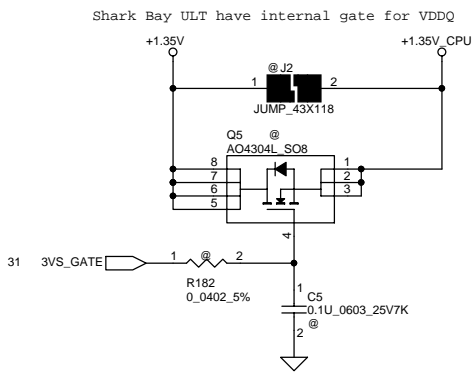 Shark Bay ULT have internal gate for VDDQ
+1.35V
+1.35V_CPU
@ J2
1 2
JUMP_43X118
Q5 @
AO4304L_SO8
8 1
7 2
6 3
5
4
31 3VS_GATE 1 @ 2
R182
0_0402_5%
1 C5
0.1U_0603_25V7K
@
2